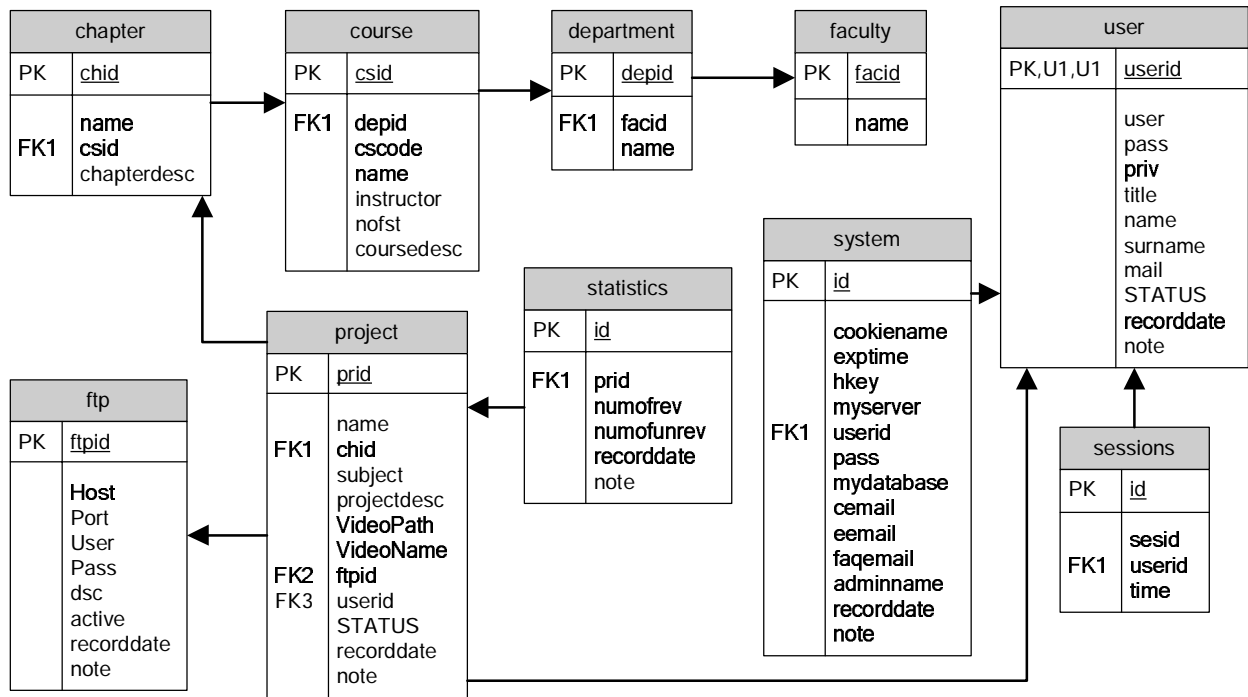 chapter
PK chid
name
FK1 csid
chapterdesc
course
PK csid
FK1 depid
cscode
name
instructor
nofst
coursedesc
department
PK depid
FK1 facid
name
faculty
PK facid
name
user
PK,U1,U1 userid
user
pass
priv
title
name
surname
mail
STATUS
recorddate
note
system
PK id
cookiename
exptime
hkey
myserver
FK1 userid
pass
mydatabase
cemail
eemail
faqemail
adminname
recorddate
note
statistics
PK id
FK1 prid
numofrev
numofunrev
recorddate
note
project
PK prid
name
FK1 chid
subject
projectdesc
VideoPath
VideoName
FK2 ftpid
FK3 userid
STATUS
recorddate
note
ftp
PK ftpid
Host
Port
User
Pass
dsc
active
recorddate
note
sessions
PK id
sesid
FK1 userid
time